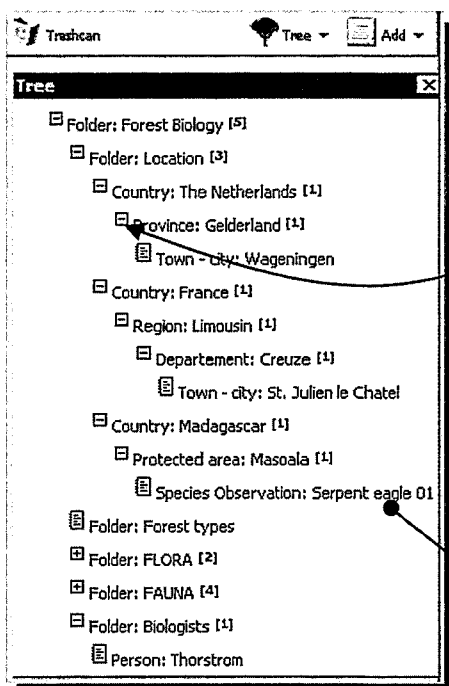 Trashcan Tree Add
Tree
Folder: Forest Biology [5]
Folder: Location [3]
Country: The Netherlands [1]
Province: Gelderland [1]
Town - city: Wageningen
Country: France [1]
Region: Limousin [1]
Departement: Creuze [1]
Town - city: St. Julien le Chatel
Country: Madagascar [1]
Protected area: Masoala [1]
Species Observation: Serpent eagle 01
Folder: Forest types
Folder: FLORA [2]
Folder: FAUNA [4]
Folder: Biologists [1]
Person: Thorstrom